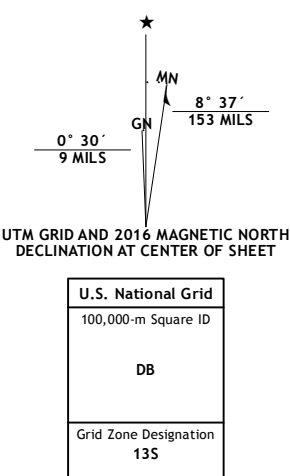 ★
MN
8° 37´
153 MILS
GN
0° 30´
9 MILS
UTM GRID AND 2016 MAGNETIC NORTH
DECLINATION AT CENTER OF SHEET
U.S. National Grid
100,000-m Square ID
DB
Grid Zone Designation
13S